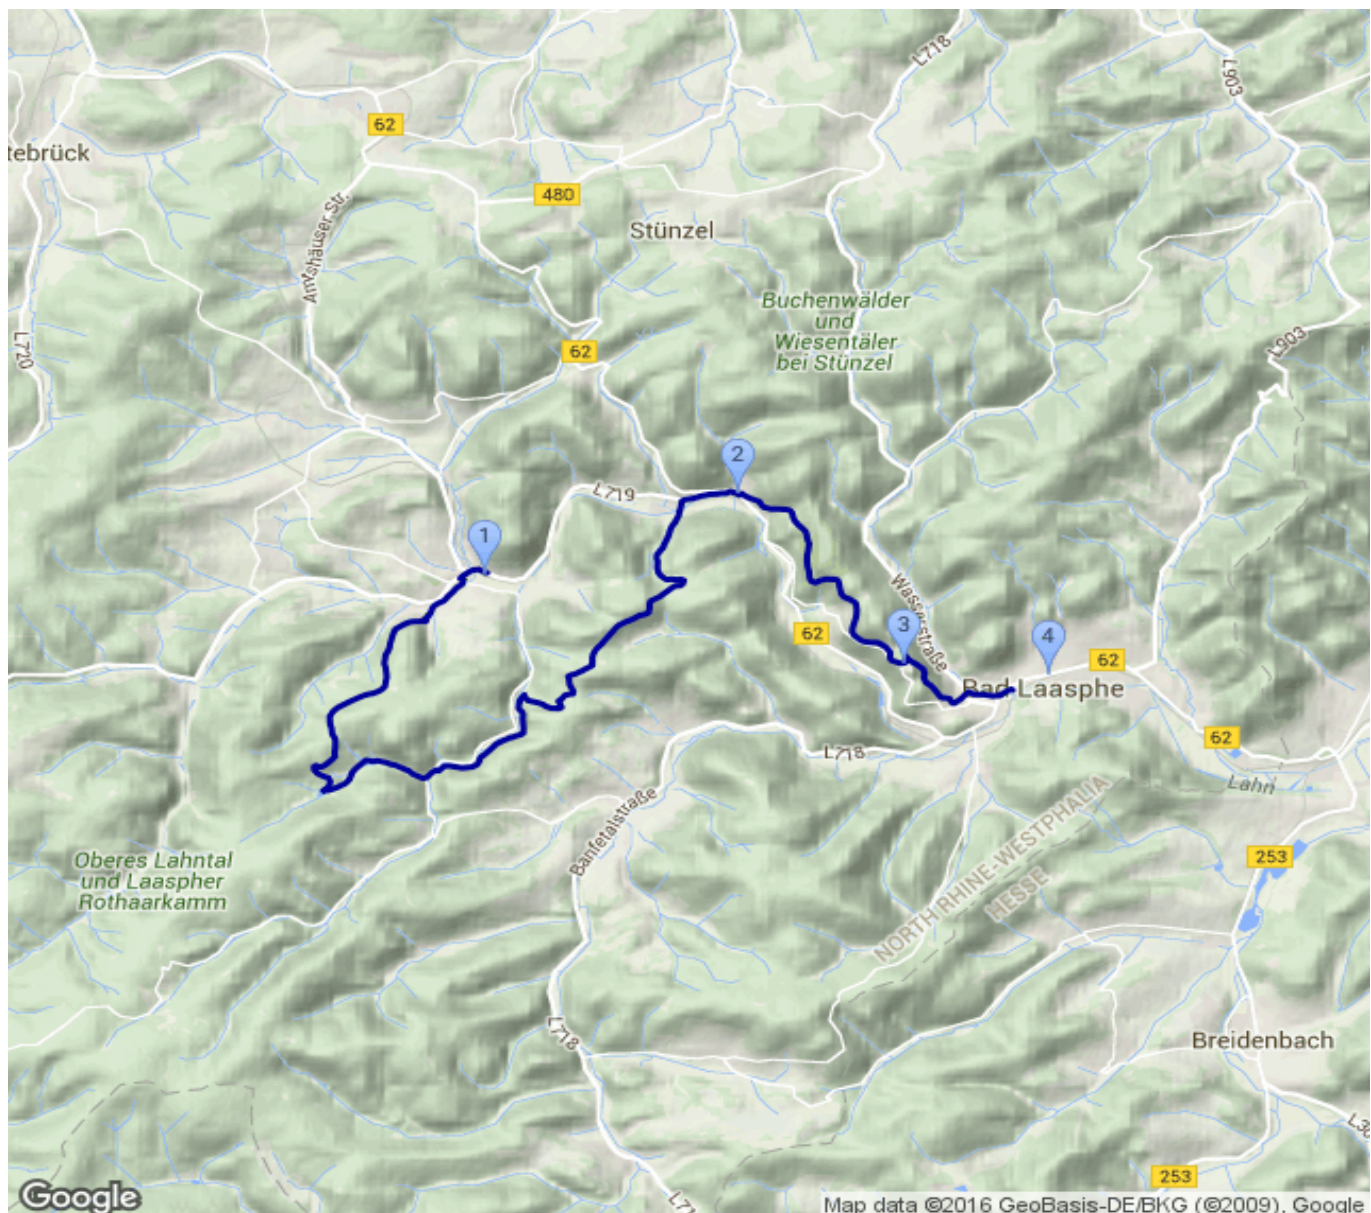 L718
L903
62
tebrück
480
Amtshäuser Str.
Stünzel
Buchenwälder
und
Wiesentäler
bei Stünzel
L720
62
L903
2
L719
1
Wasserstraße
3
62
4
62
Bad Laasphe
L718
62
Lahn
Banfetalstraße
NORTH RHINE-WESTPHALIA
HESSE
253
Oberes Lahntal
und Laaspher
Rothaarkamm
L718
Breidenbach
253
Google
Map data ©2016 GeoBasis-DE/BKG (©2009), Google